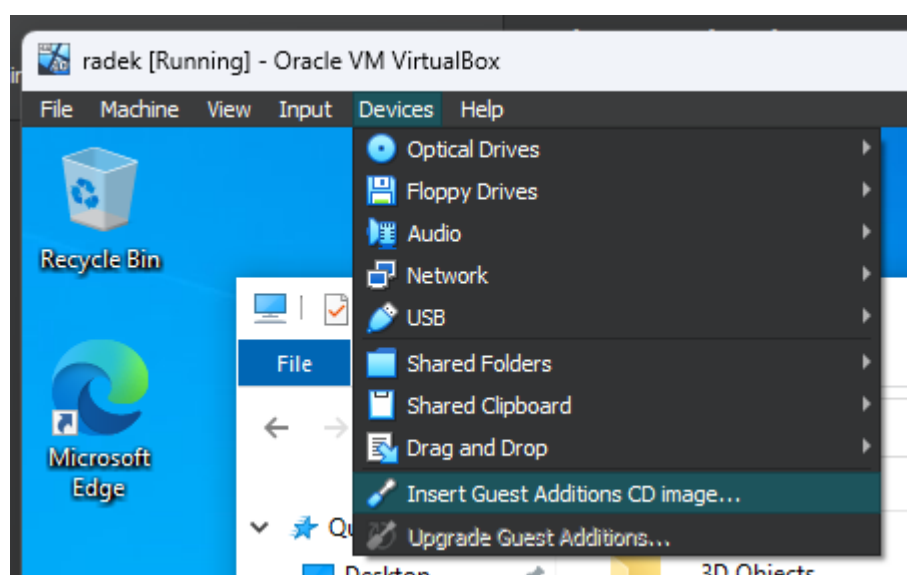 radek [Running] - Oracle VM VirtualBox
File Machine View Input Devices Help
Optical Drives
Floppy Drives
Audio
Network
USB
Shared Folders
Shared Clipboard
Drag and Drop
Insert Guest Additions CD image...
Upgrade Guest Additions...
Recycle Bin
Microsoft
Edge
File
Desktop
3D Objects